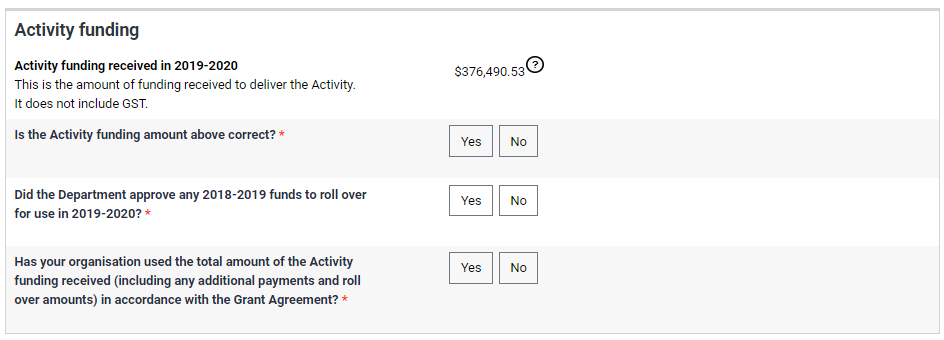 Activity funding
Activity funding received in 2019-2020
$376,490.53 ?
This is the amount of funding received to deliver the Activity.
It does not include GST.
Is the Activity funding amount above correct? *
Yes No
Did the Department approve any 2018-2019 funds to roll over
for use in 2019-2020? *
Yes No
Has your organisation used the total amount of the Activity
funding received (including any additional payments and roll
over amounts) in accordance with the Grant Agreement? *
Yes No